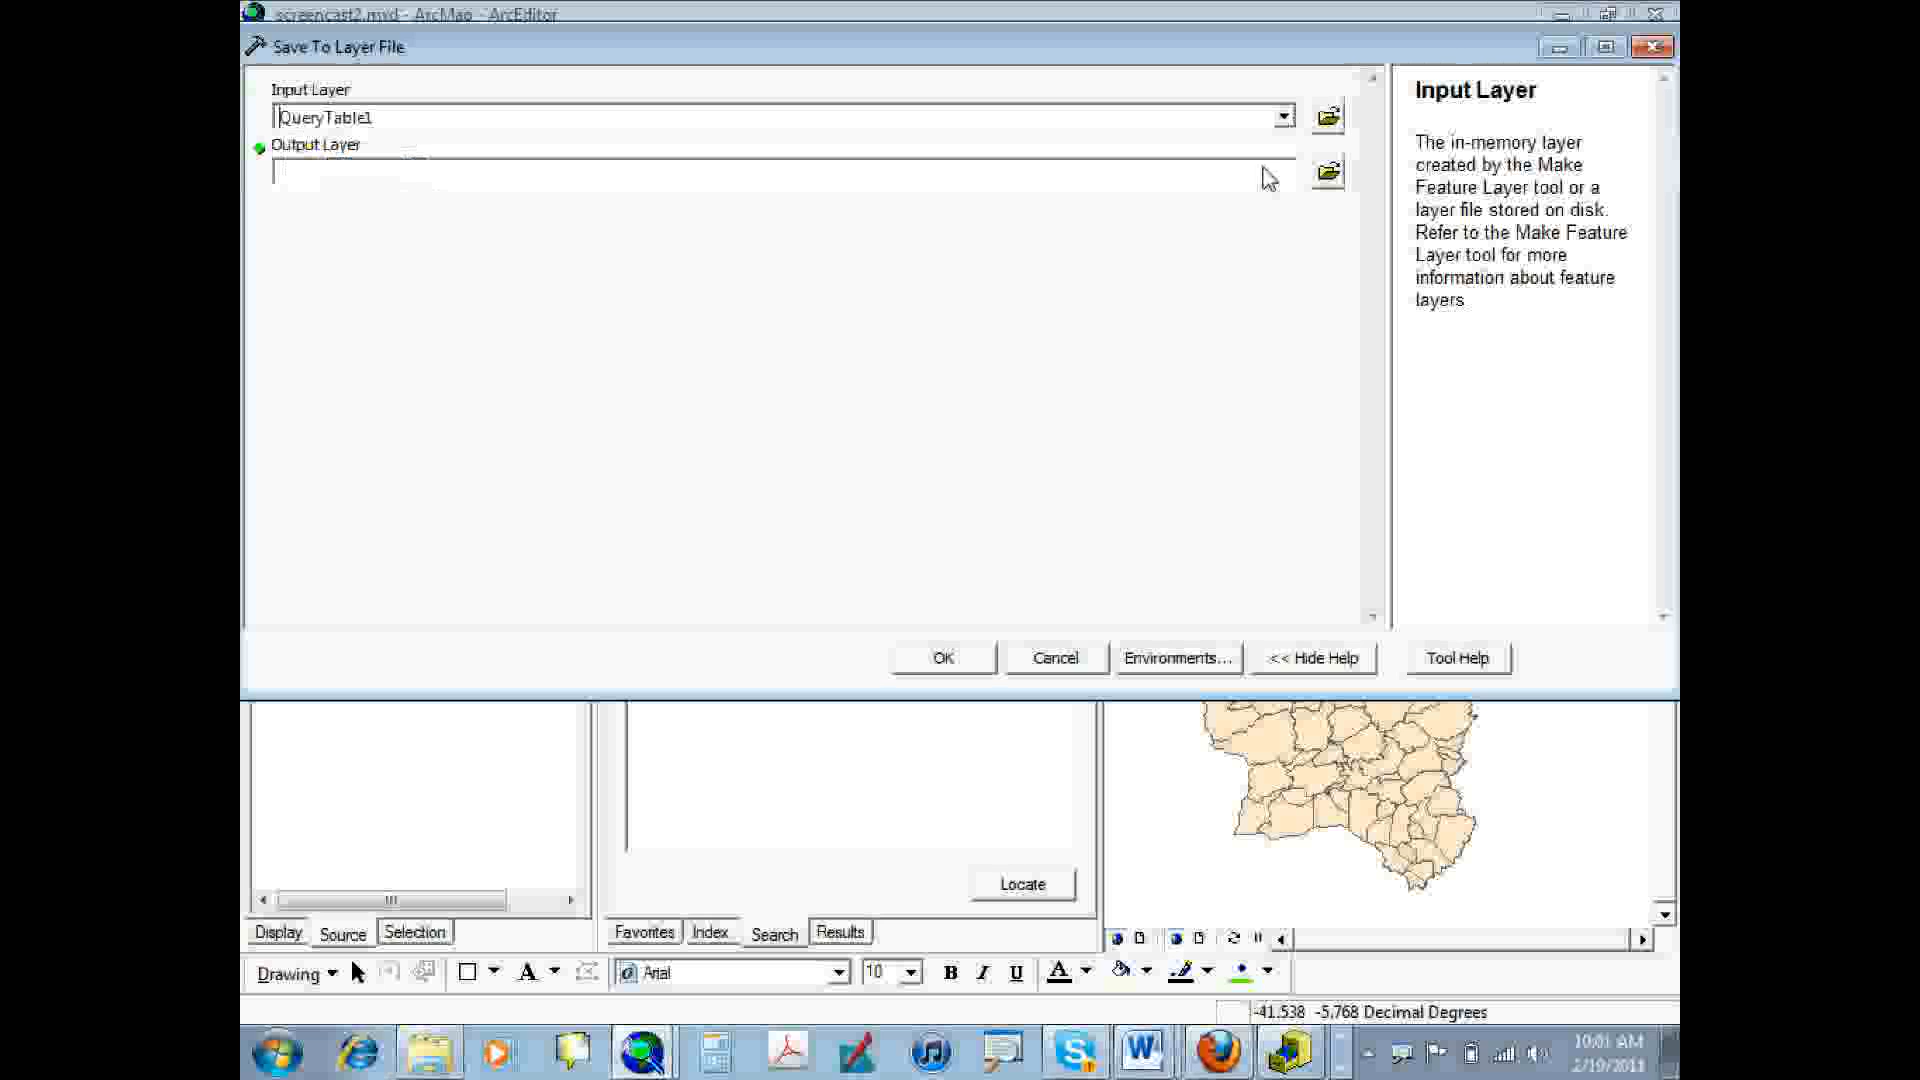 screencast2.mxd - ArcMap - ArcEditor
Save To Layer File
Input Layer
QueryTable1
Output Layer
Input Layer
The in-memory layer
created by the Make
Feature Layer tool or a
layer file stored on disk.
Refer to the Make Feature
Layer tool for more
information about feature
layers
OK
Cancel
Environments...
<< Hide Help
Tool Help
Locate
Display
Source
Selection
Favorites
Index
Search
Results
Drawing
A
Arial
10
B
I
U
A
-41.538 -5.768 Decimal Degrees
10:01 AM
2/19/2011